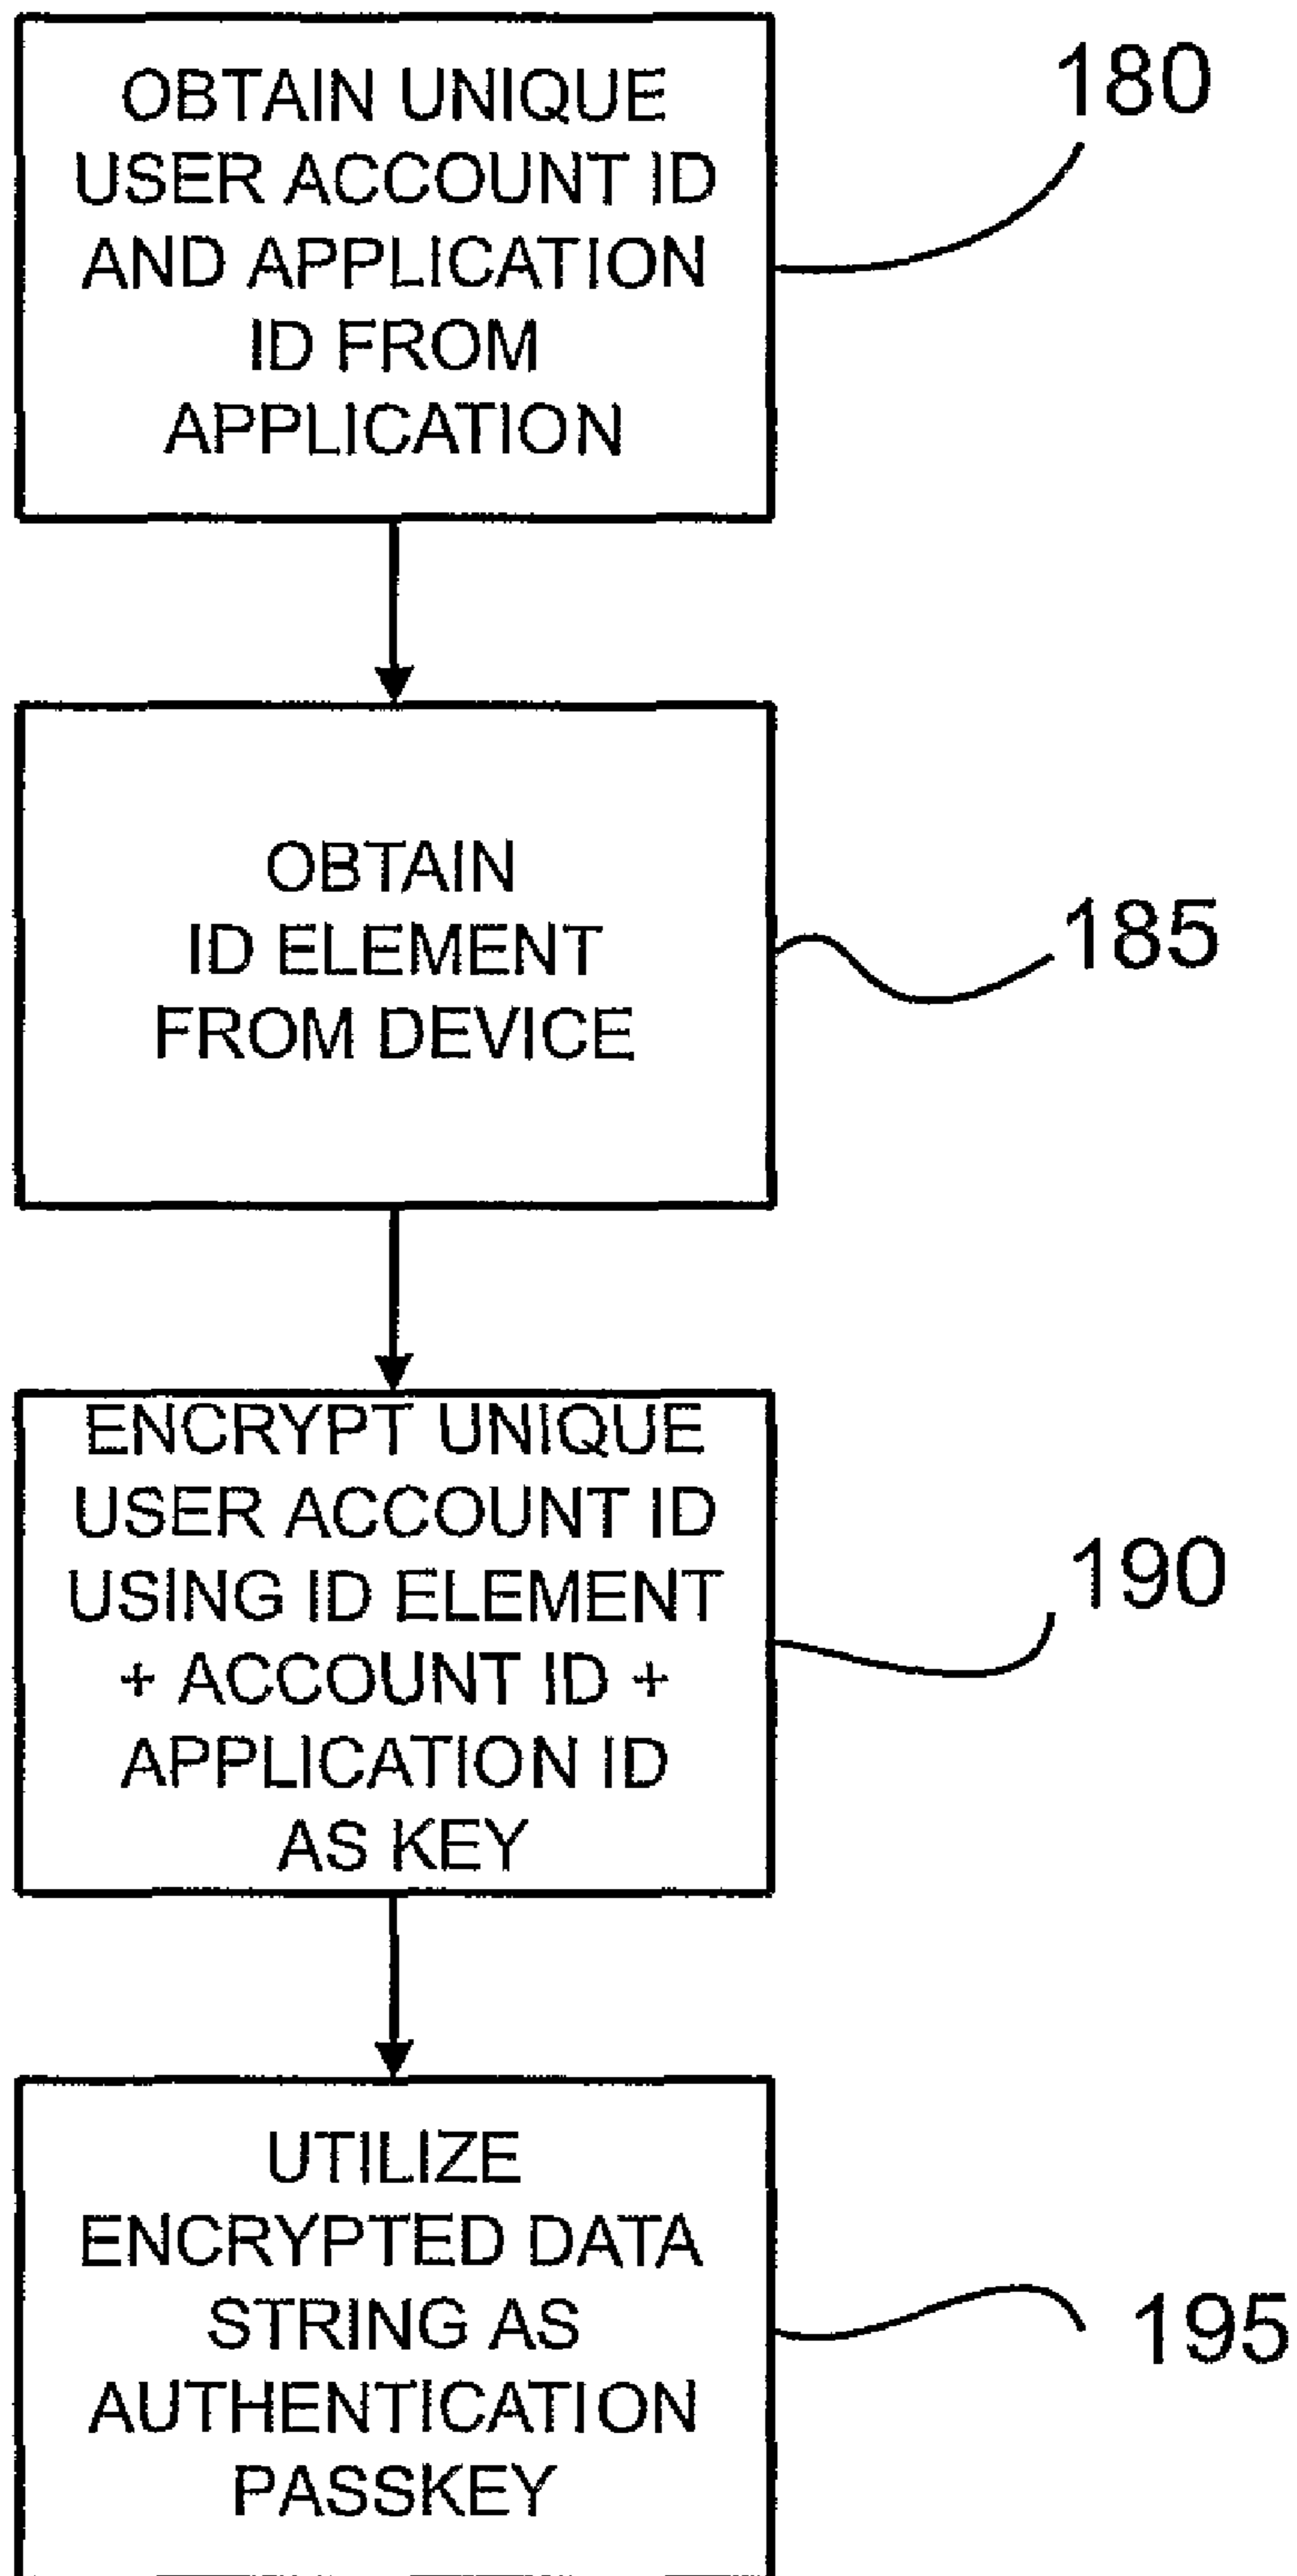 OBTAIN UNIQUE
USER ACCOUNT ID
AND APPLICATION
ID FROM
APPLICATION
180
OBTAIN
ID ELEMENT
FROM DEVICE
185
ENCRYPT UNIQUE
USER ACCOUNT ID
USING ID ELEMENT
+ ACCOUNT ID +
APPLICATION ID
AS KEY
190
UTILIZE
ENCRYPTED DATA
STRING AS
AUTHENTICATION
PASSKEY
195